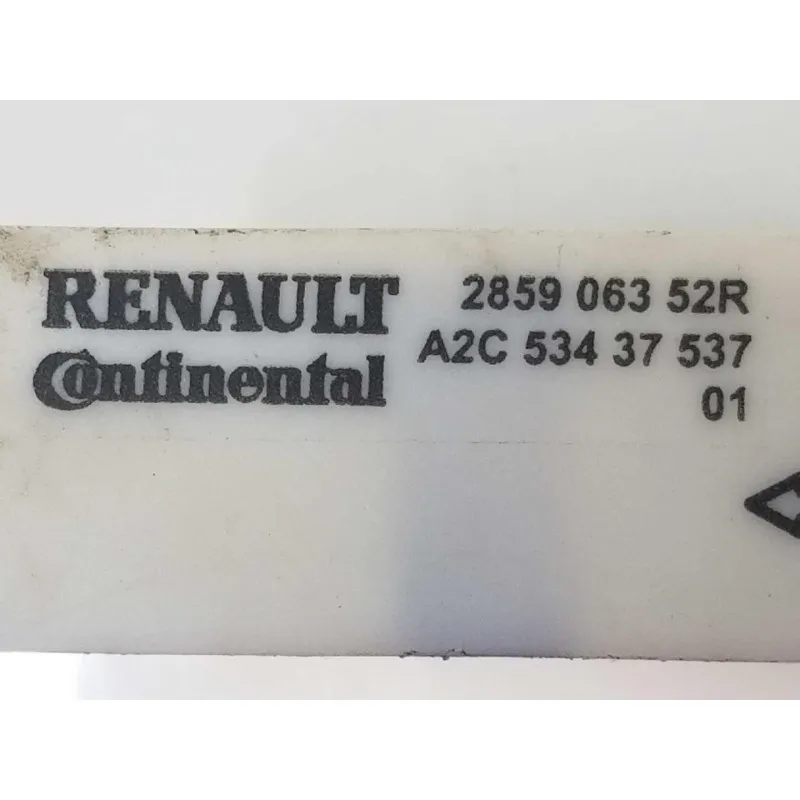 RENAULT 2859 063 52R
Continental A2C 534 37 537
01